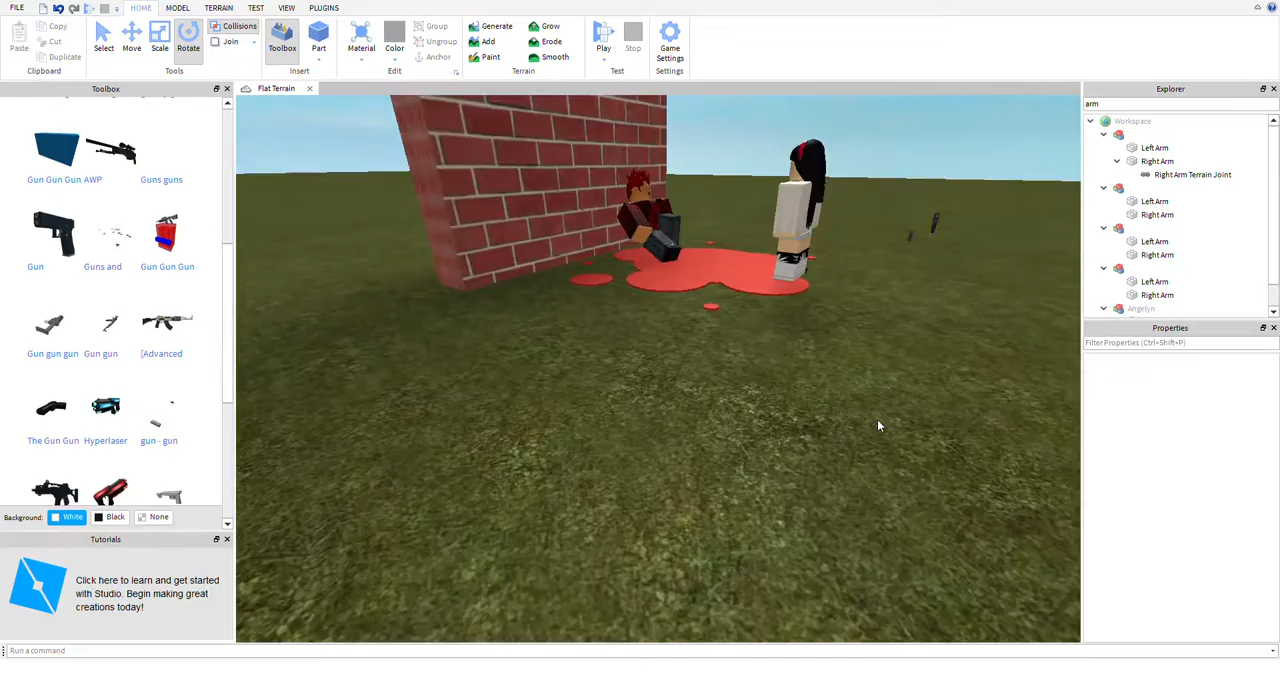 FILE HOME MODEL TERRAIN TEST VIEW PLUGINS
Copy Cut Duplicate Paste
Clipboard
Select Move Scale Rotate
Collisions
Join
Tools
Toolbox Part
Insert
Material Color
Group
Ungroup
Anchor
Edit
Generate Grow
Add Erode
Paint Smooth
Terrain
Play Stop
Test
Game
Settings
Settings
Toolbox
Gun Gun Gun AWP Guns guns
Gun Guns and Gun Gun Gun
Gun gun gun Gun gun [Advanced
The Gun Gun Hyperlaser gun - gun
Background: White Black None
Tutorials
Click here to learn and get started
with Studio. Begin making great
creations today!
Run a command
Flat Terrain
Explorer
arm
Workspace
Left Arm
Right Arm
Right Arm Terrain Joint
Left Arm
Right Arm
Left Arm
Right Arm
Left Arm
Right Arm
Angelyn
Properties
Filter Properties (Ctrl+Shift+P)